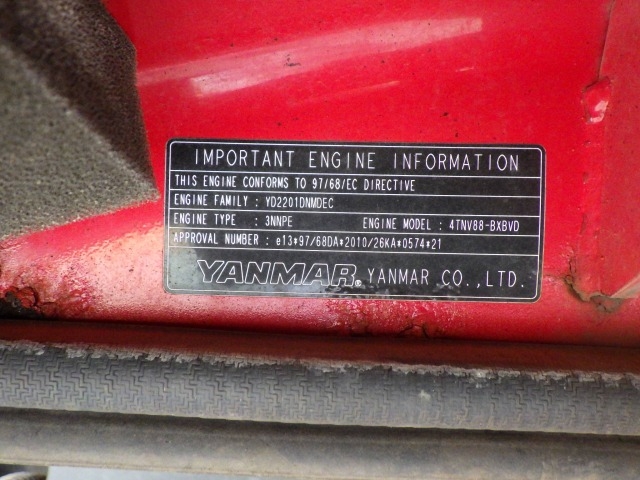 IMPORTANT ENGINE INFORMATION
THIS ENGINE CONFORMS TO 97/68/EC DIRECTIVE
ENGINE FAMILY : YD2201DNMDEC
ENGINE TYPE : 3NNPE ENGINE MODEL : 4TNV88-BXBVD
APPROVAL NUMBER : e13*97/68DA*2010/26KA*0574*21
YANMAR® YANMAR CO.,LTD.